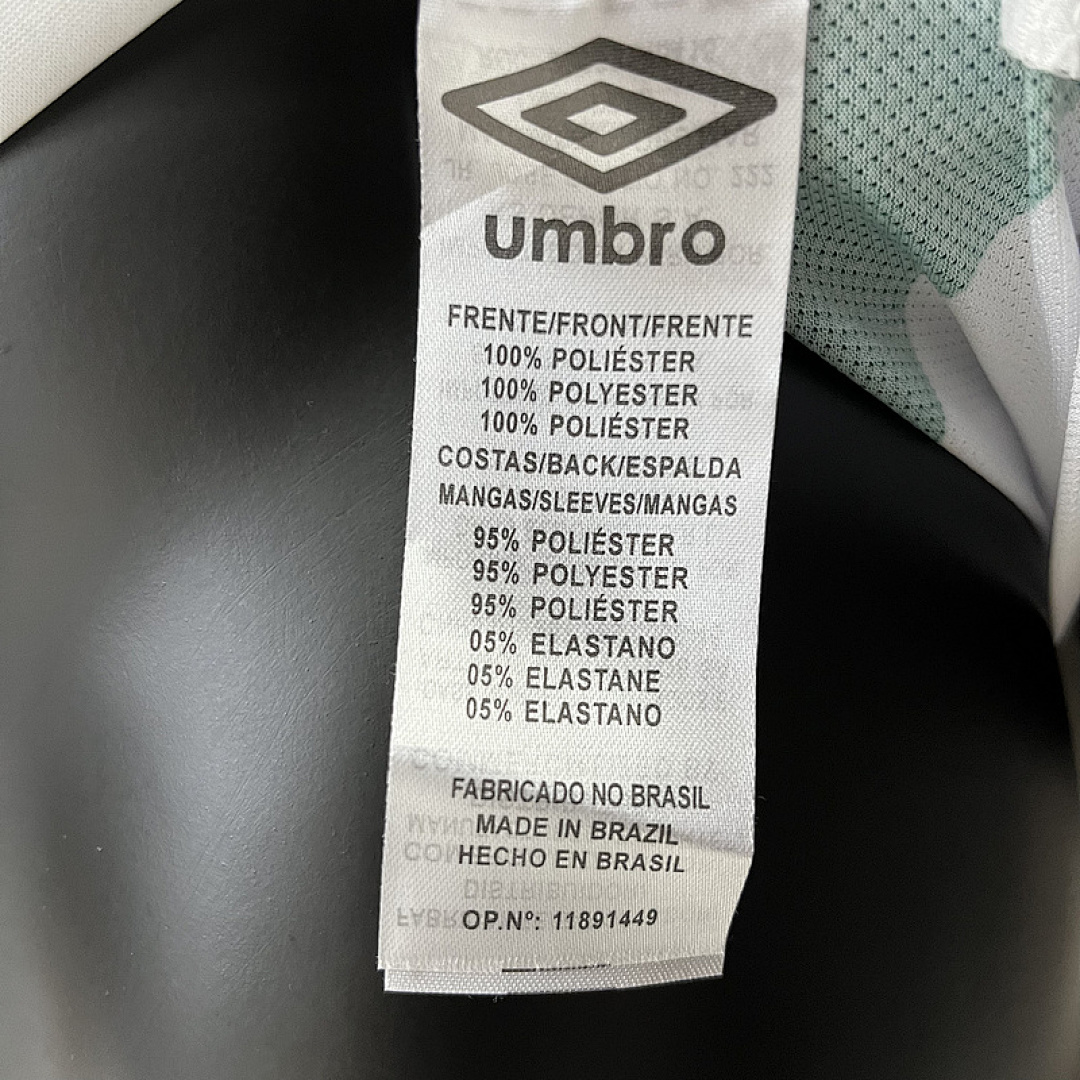 umbro
FRENTE/FRONT/FRENTE
100% POLIÉSTER
100% POLYESTER
100% POLIÉSTER
COSTAS/BACK/ESPALDA
MANGAS/SLEEVES/MANGAS
95% POLIÉSTER
95% POLYESTER
95% POLIÉSTER
05% ELASTANO
05% ELASTANE
05% ELASTANO
FABRICADO NO BRASIL
MADE IN BRAZIL
HECHO EN BRASIL
OP.Nº: 11891449